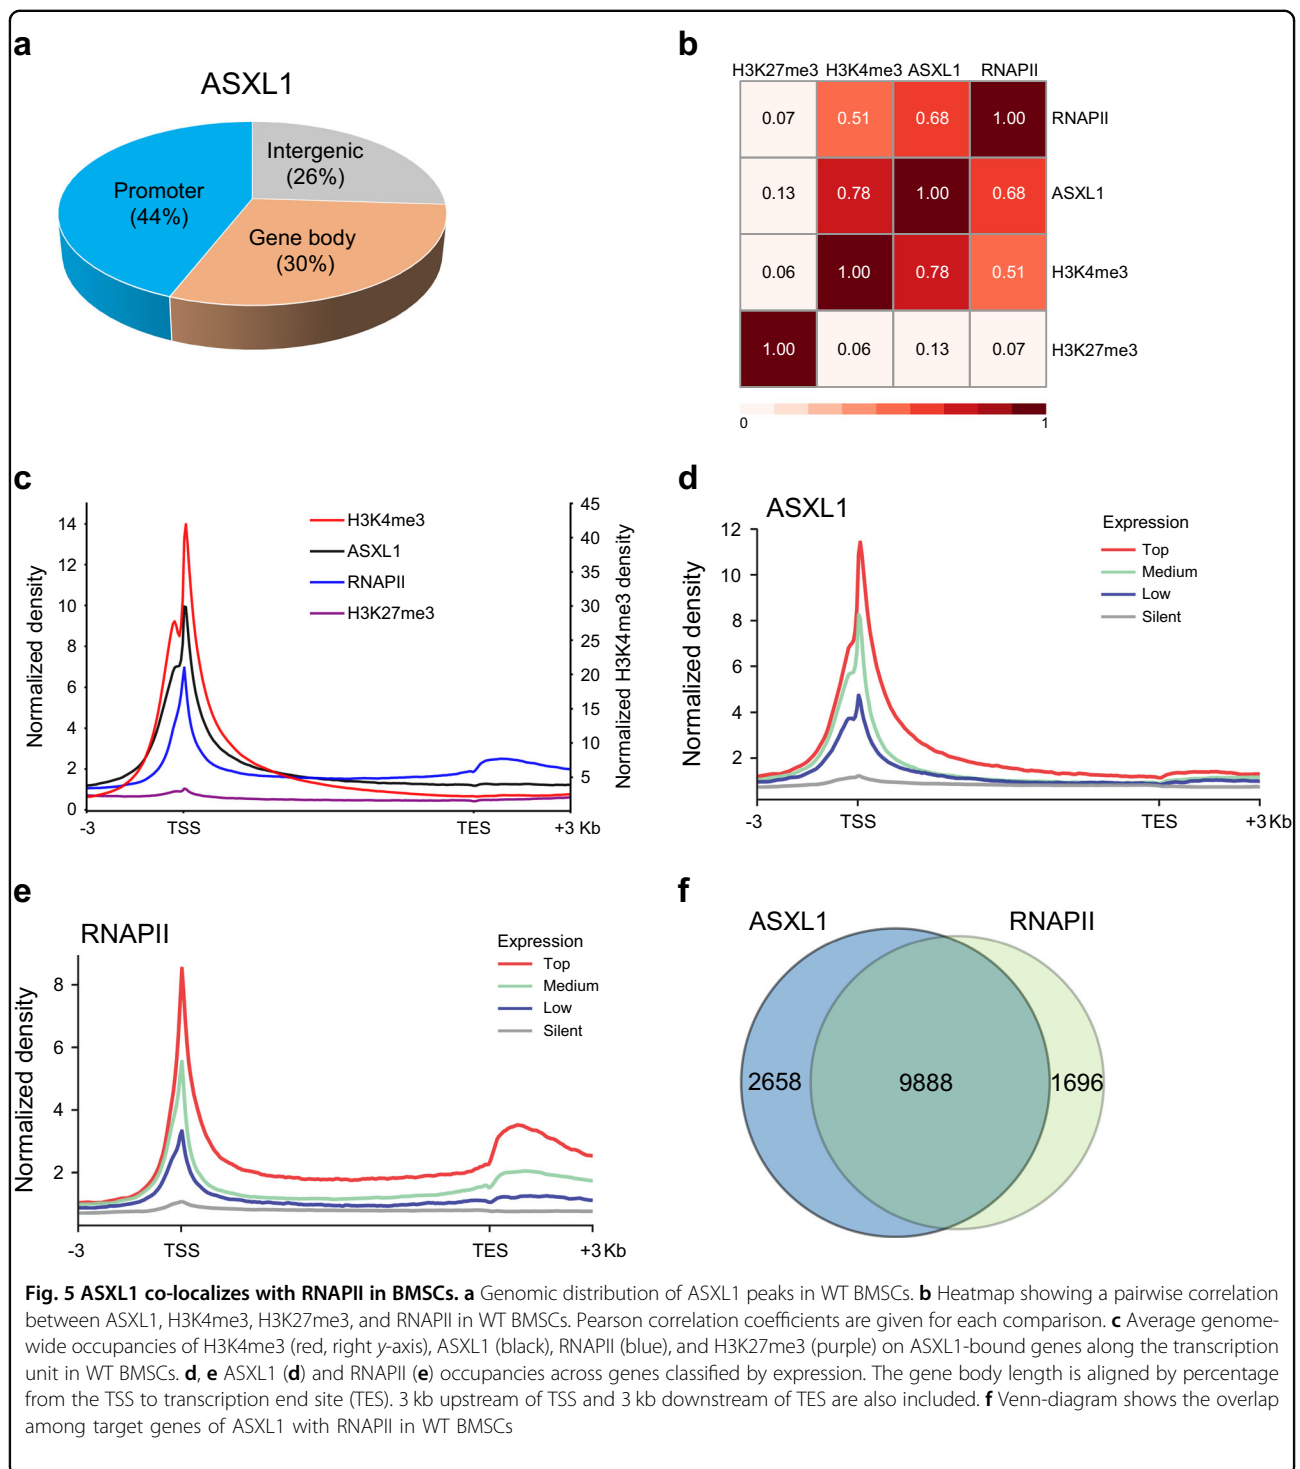 a
ASXL1
Intergenic
(26%)
Promoter
(44%)
Gene body
(30%)
b
H3K27me3 H3K4me3 ASXL1 RNAPII
0.07 0.51 0.68 1.00 RNAPII
0.13 0.78 1.00 0.68 ASXL1
0.06 1.00 0.78 0.51 H3K4me3
1.00 0.06 0.13 0.07 H3K27me3
0 1
c
Normalized density
14
12
10
8
6
4
2
0
H3K4me3
ASXL1
RNAPII
H3K27me3
45
40
35
30
25
20
15
10
5
Normalized H3K4me3 density
-3 TSS TES +3 Kb
d
ASXL1
Normalized density
12
10
8
6
4
2
Expression
Top
Medium
Low
Silent
-3 TSS TES +3 Kb
e
RNAPII
Normalized density
8
6
4
2
Expression
Top
Medium
Low
Silent
-3 TSS TES +3 Kb
f
ASXL1 RNAPII
2658 9888 1696
Fig. 5 ASXL1 co-localizes with RNAPII in BMSCs. a Genomic distribution of ASXL1 peaks in WT BMSCs. b Heatmap showing a pairwise correlation
between ASXL1, H3K4me3, H3K27me3, and RNAPII in WT BMSCs. Pearson correlation coefficients are given for each comparison. c Average genome-
wide occupancies of H3K4me3 (red, right y-axis), ASXL1 (black), RNAPII (blue), and H3K27me3 (purple) on ASXL1-bound genes along the transcription
unit in WT BMSCs. d, e ASXL1 (d) and RNAPII (e) occupancies across genes classified by expression. The gene body length is aligned by percentage
from the TSS to transcription end site (TES). 3 kb upstream of TSS and 3 kb downstream of TES are also included. f Venn-diagram shows the overlap
among target genes of ASXL1 with RNAPII in WT BMSCs